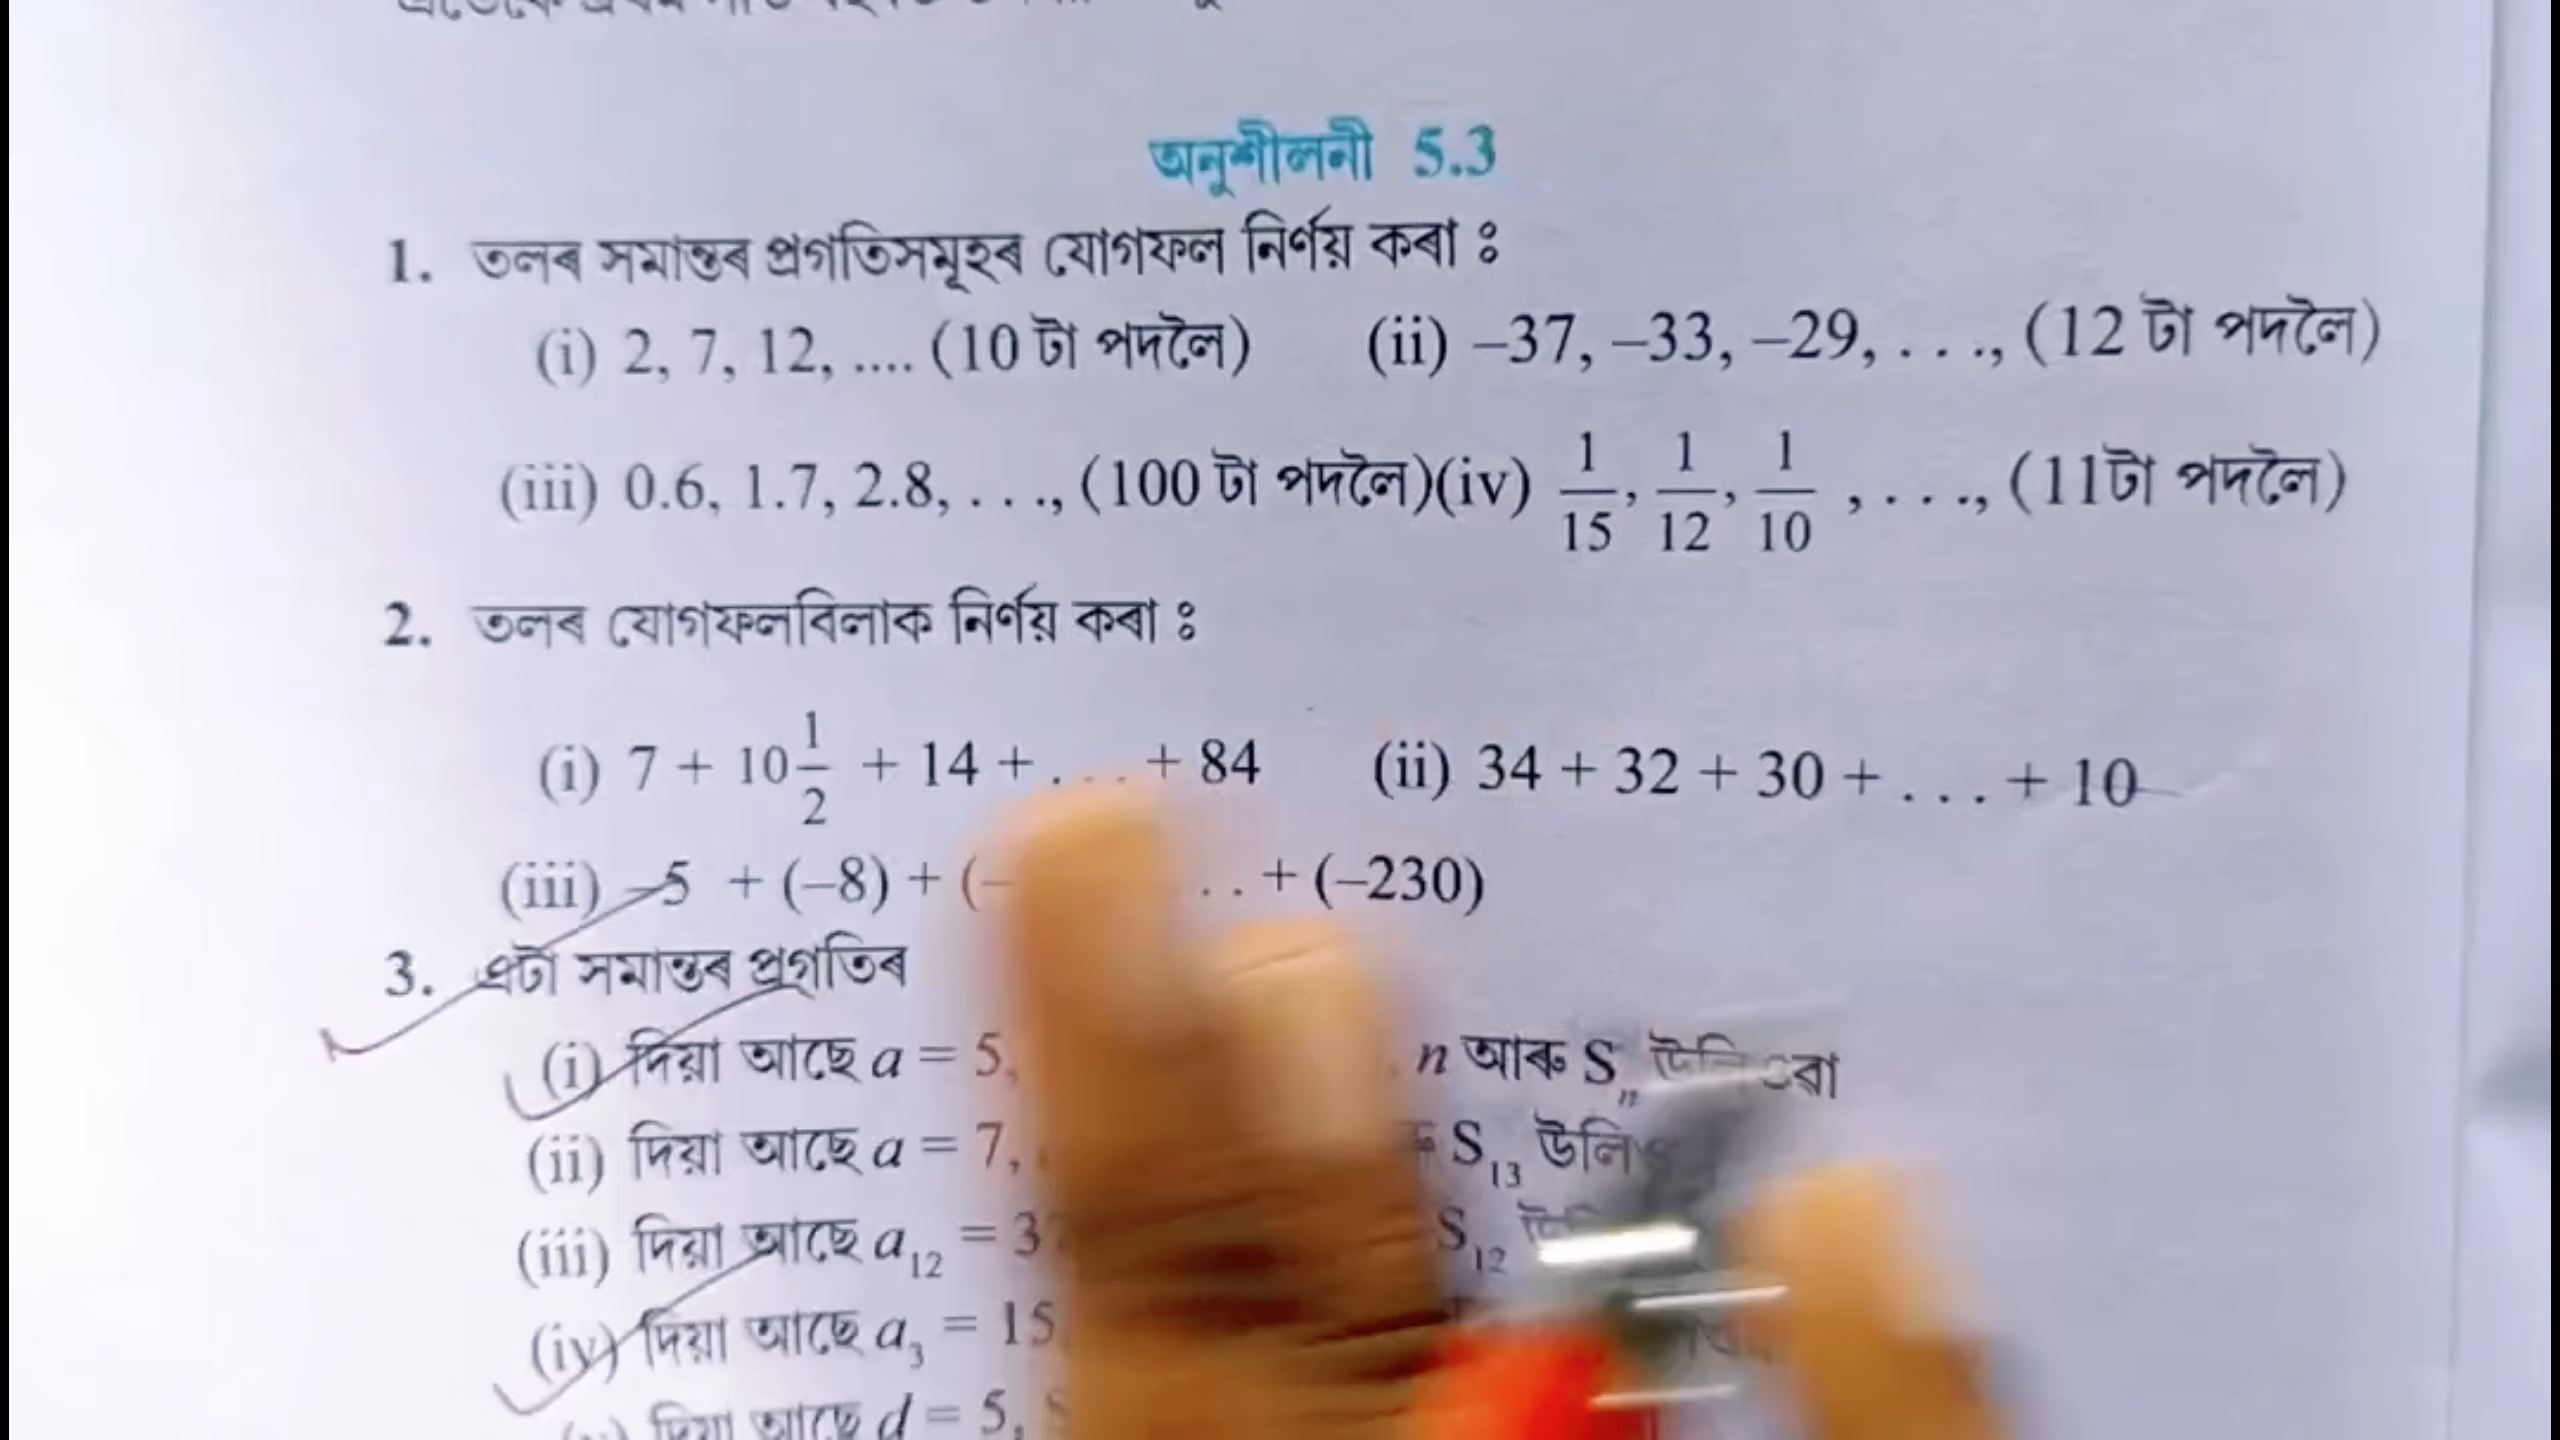 অনুশীলনী 5.3
1. তলৰ সমান্তৰ প্ৰগতিসমূহৰ যোগফল নিৰ্ণয় কৰা ঃ
(i) 2, 7, 12, .... (10 টা পদলৈ) (ii) –37, –33, –29, . . ., (12 টা পদলৈ)
(iii) 0.6, 1.7, 2.8, . . ., (100 টা পদলৈ)(iv) 1/15, 1/12, 1/10 , . . ., (11টা পদলৈ)
2. তলৰ যোগফলবিলাক নিৰ্ণয় কৰা ঃ
(i) 7 + 10 1/2 + 14 + . . . + 84 (ii) 34 + 32 + 30 + . . . + 10
(iii) –5 + (–8) + (– . . + (–230)
3. এটা সমান্তৰ প্ৰগতিৰ
(i) দিয়া আছে a = 5, n আৰু Sₙ
(ii) দিয়া আছে a = 7, S₁₃
(iii) দিয়া আছে a₁₂ = 3 S₁₂
(iv) দিয়া আছে a₃ = 15
দিয়া আছে d = 5,